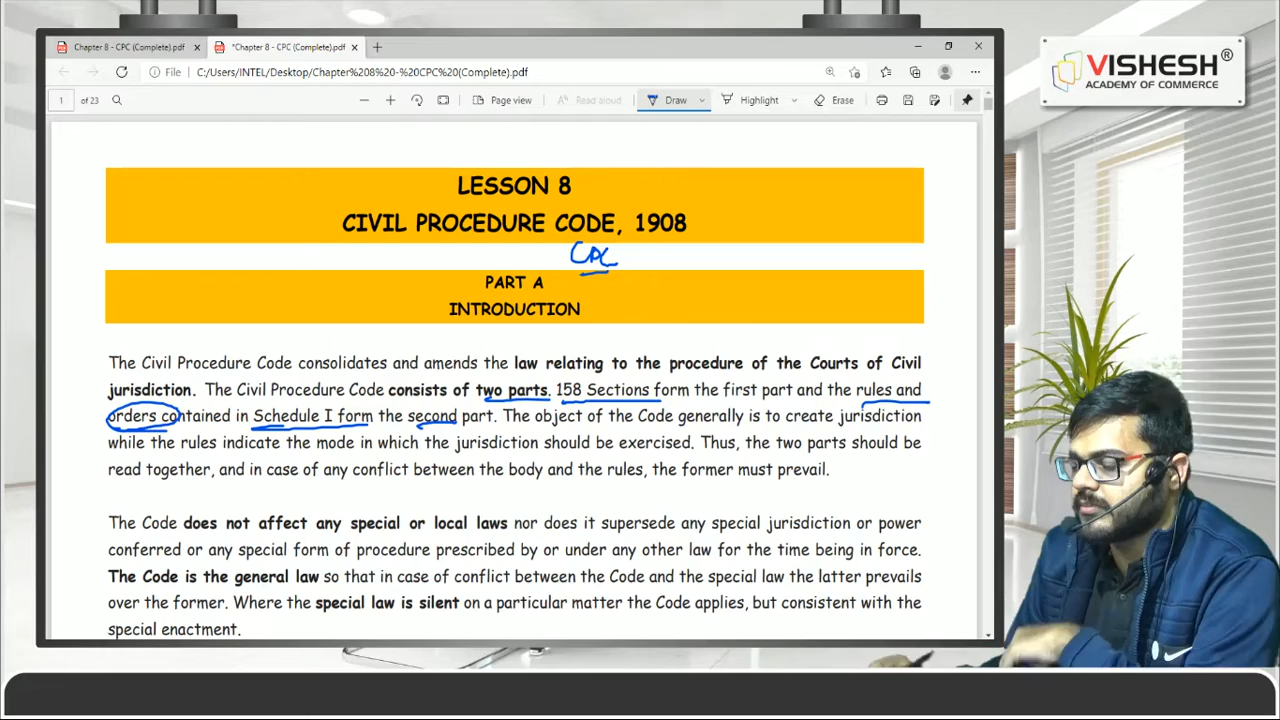 Chapter 8 - CPC (Complete).pdf
*Chapter 8 - CPC (Complete).pdf
File C:/Users/INTEL/Desktop/Chapter%208%20-%20CPC%20(Complete).pdf
1 of 23 Page view Read aloud Draw Highlight Erase
VISHESH®
ACADEMY OF COMMERCE
LESSON 8
CIVIL PROCEDURE CODE, 1908
CPC
PART A
INTRODUCTION
The Civil Procedure Code consolidates and amends the law relating to the procedure of the Courts of Civil
jurisdiction. The Civil Procedure Code consists of two parts. 158 Sections form the first part and the rules and
orders contained in Schedule I form the second part. The object of the Code generally is to create jurisdiction
while the rules indicate the mode in which the jurisdiction should be exercised. Thus, the two parts should be
read together, and in case of any conflict between the body and the rules, the former must prevail.
The Code does not affect any special or local laws nor does it supersede any special jurisdiction or power
conferred or any special form of procedure prescribed by or under any other law for the time being in force.
The Code is the general law so that in case of conflict between the Code and the special law the latter prevails
over the former. Where the special law is silent on a particular matter the Code applies, but consistent with the
special enactment.